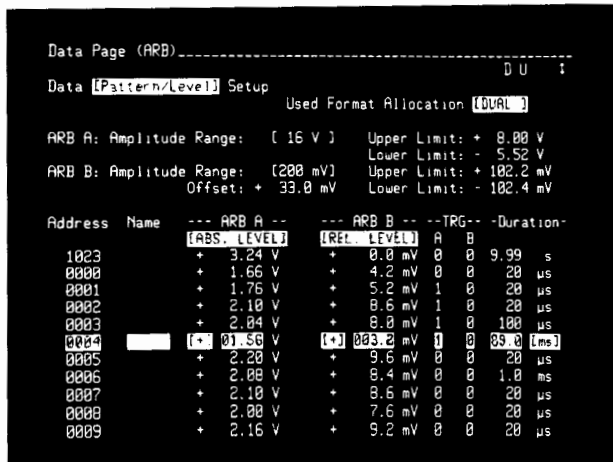 Data Page (ARB)
D U ↕
Data [Pattern/Level] Setup
Used Format Allocation [DUAL ]
ARB A: Amplitude Range: [ 16 V ] Upper Limit: + 8.00 V
Lower Limit: - 5.52 V
ARB B: Amplitude Range: [200 mV] Upper Limit: + 102.2 mV
Offset: + 33.0 mV Lower Limit: - 102.4 mV
Address Name --- ARB A -- --- ARB B -- --TRG-- -Duration-
[ABS. LEVEL] [REL. LEVEL] A B
1023 + 3.24 V + 0.0 mV 0 0 9.99 s
0000 + 1.66 V + 4.2 mV 0 0 20 µs
0001 + 1.76 V + 5.2 mV 1 0 20 µs
0002 + 2.10 V + 8.6 mV 1 0 20 µs
0003 + 2.04 V + 8.0 mV 1 0 100 µs
0004 [+] 01.56 V [+] 003.2 mV 1 0 89.0 [ms]
0005 + 2.20 V + 9.6 mV 0 0 20 µs
0006 + 2.08 V + 8.4 mV 0 0 1.0 ms
0007 + 2.10 V + 8.6 mV 0 0 20 µs
0008 + 2.00 V + 7.6 mV 0 0 20 µs
0009 + 2.16 V + 9.2 mV 0 0 20 µs